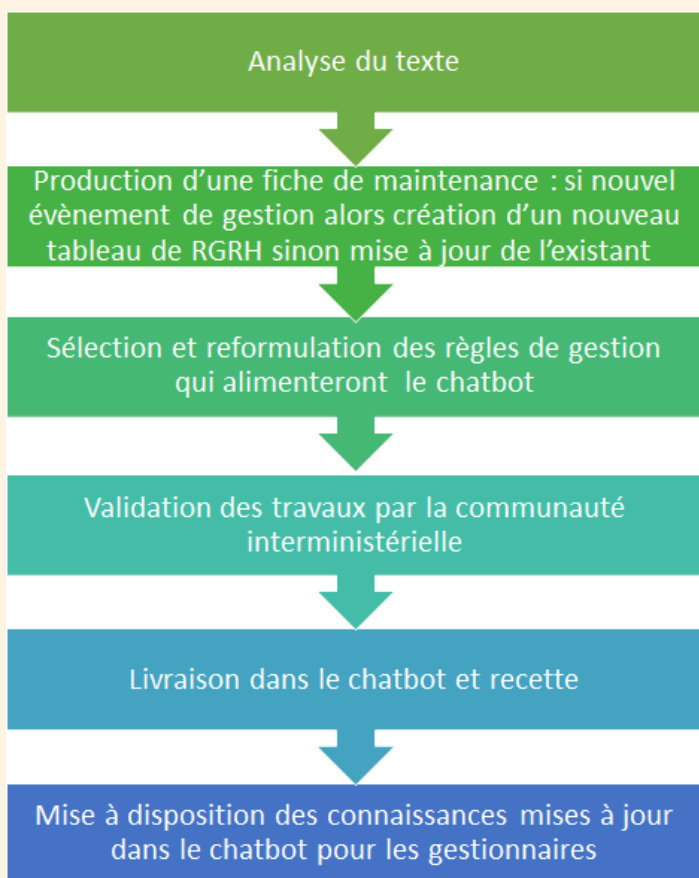 Analyse du texte
Production d’une fiche de maintenance : si nouvel
évènement de gestion alors création d’un nouveau
tableau de RGRH sinon mise à jour de l’existant
Sélection et reformulation des règles de gestion
qui alimenteront le chatbot
Validation des travaux par la communauté
interministérielle
Livraison dans le chatbot et recette
Mise à disposition des connaissances mises à jour
dans le chatbot pour les gestionnaires